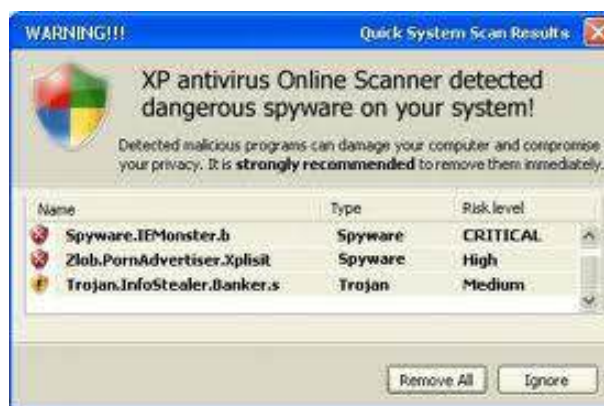 WARNING!!! Quick System Scan Results
XP antivirus Online Scanner detected
dangerous spyware on your system!
Detected malicious programs can damage your computer and compromise
your privacy. It is strongly recommended to remove them immediately.
Name Type Risk level
Spyware.IEMonster.b Spyware CRITICAL
Zlob.PornAdvertiser.Xplisit Spyware High
Trojan.InfoStealer.Banker.s Trojan Medium
Remove All Ignore